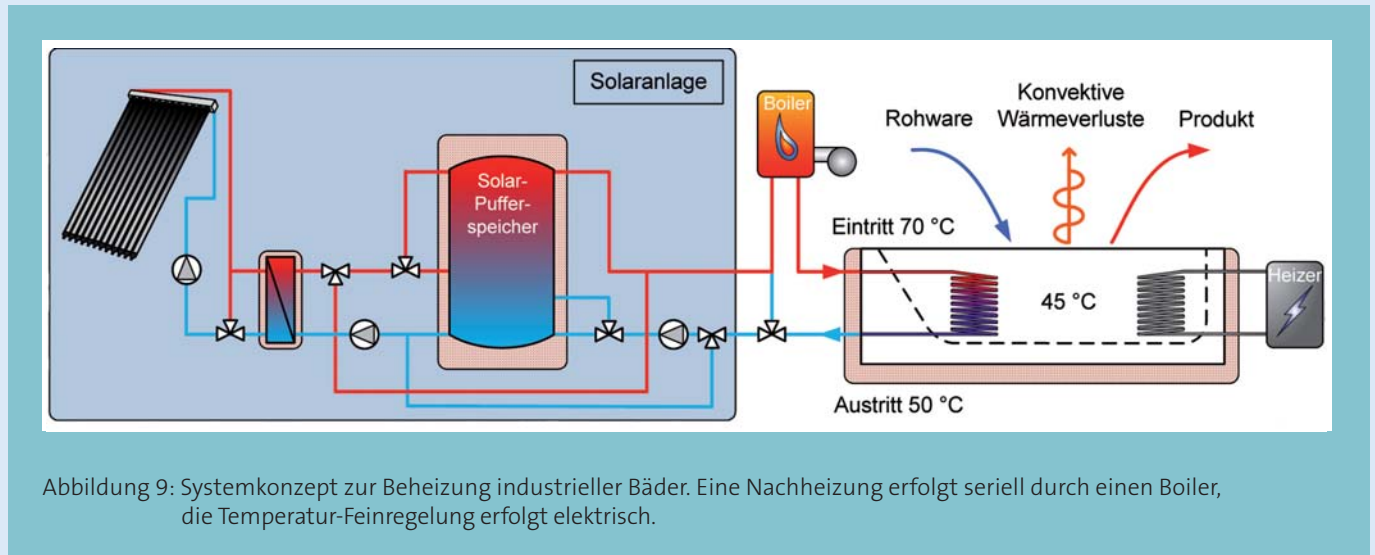 Solaranlage
Solar-
Puffer-
speicher
Boiler
Rohware
Konvektive
Wärmeverluste
Produkt
Eintritt 70 °C
45 °C
Heizer
Austritt 50 °C
Abbildung 9: Systemkonzept zur Beheizung industrieller Bäder. Eine Nachheizung erfolgt seriell durch einen Boiler,
die Temperatur-Feinregelung erfolgt elektrisch.